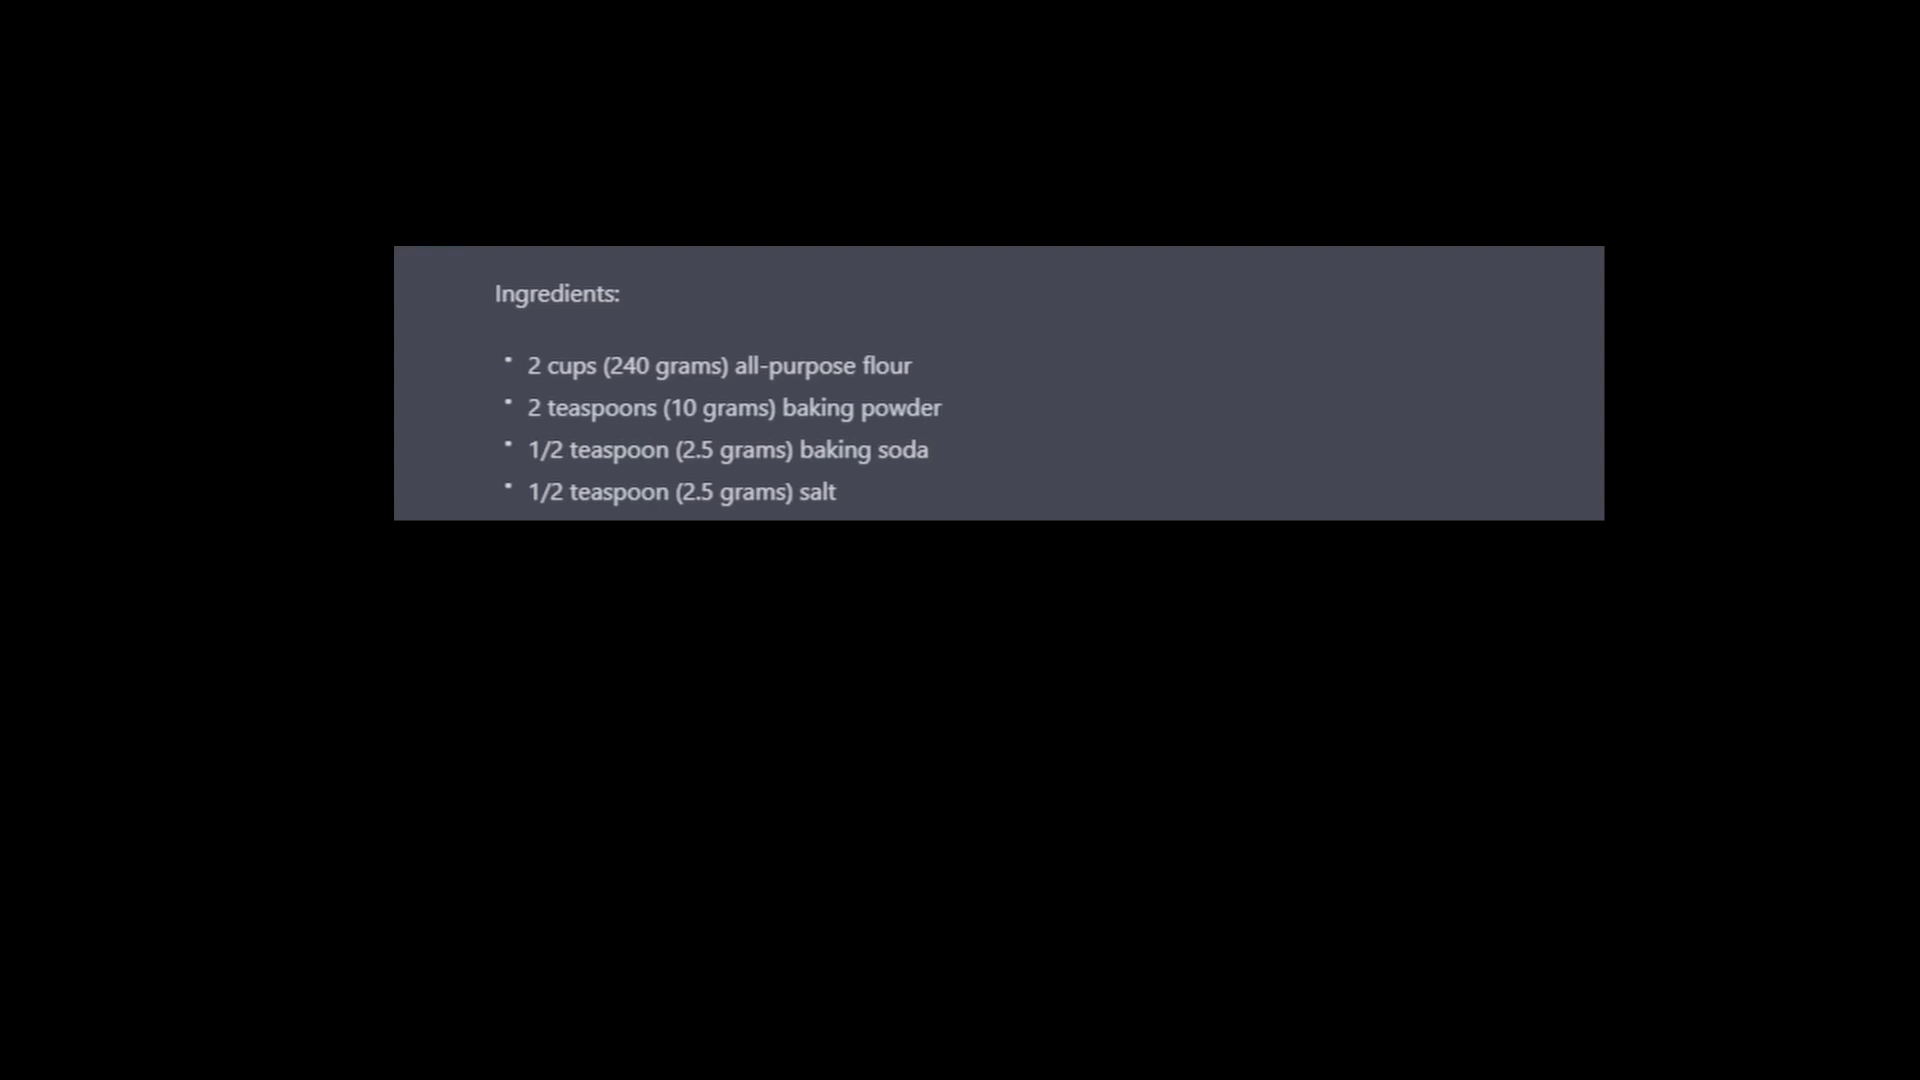 Ingredients:
• 2 cups (240 grams) all-purpose flour
• 2 teaspoons (10 grams) baking powder
• 1/2 teaspoon (2.5 grams) baking soda
• 1/2 teaspoon (2.5 grams) salt